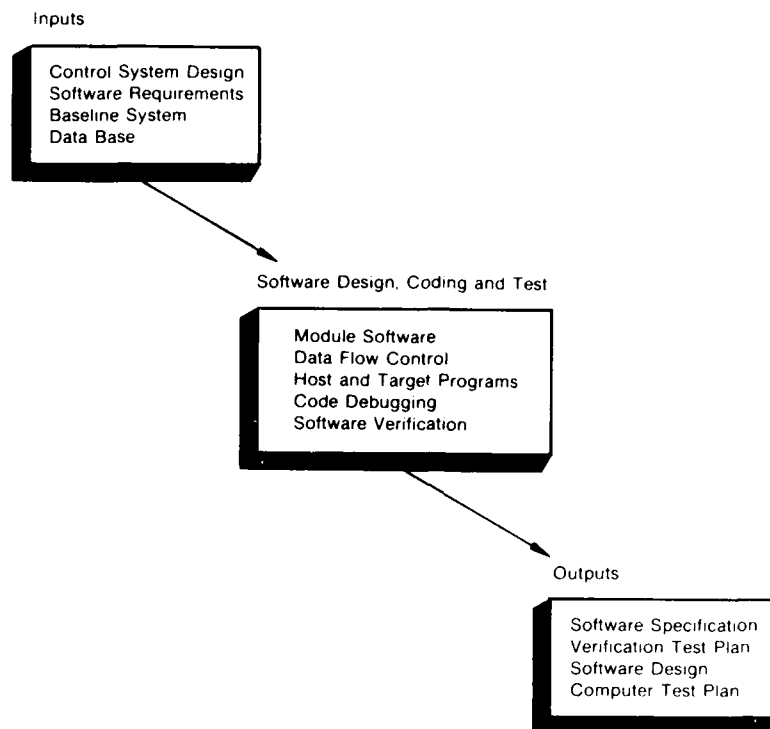 Inputs
Control System Design
Software Requirements
Baseline System
Data Base
Software Design, Coding and Test
Module Software
Data Flow Control
Host and Target Programs
Code Debugging
Software Verification
Outputs
Software Specification
Verification Test Plan
Software Design
Computer Test Plan